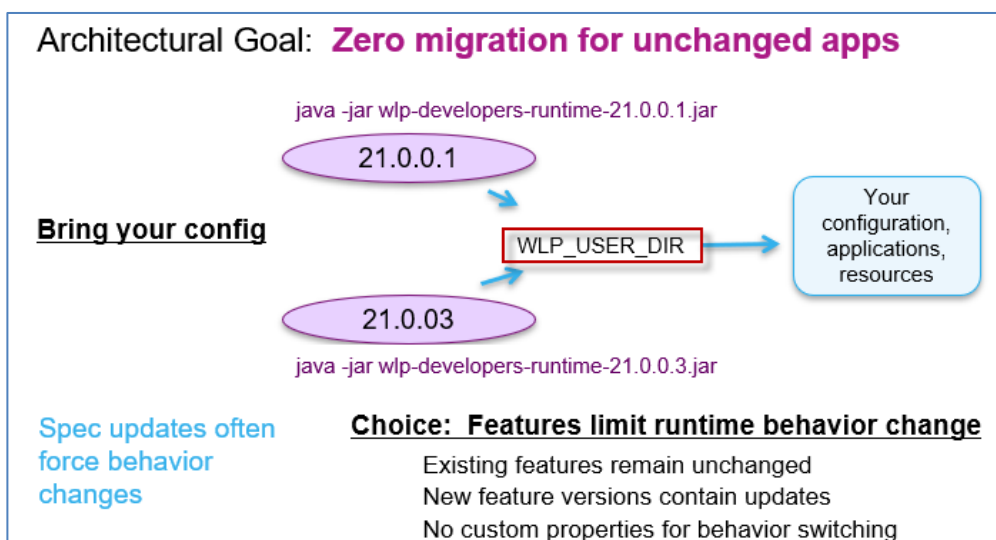 Architectural Goal: Zero migration for unchanged apps
java -jar wlp-developers-runtime-21.0.0.1.jar
21.0.0.1
Bring your config
WLP_USER_DIR
Your
configuration,
applications,
resources
21.0.03
java -jar wlp-developers-runtime-21.0.0.3.jar
Spec updates often
force behavior
changes
Choice: Features limit runtime behavior change
Existing features remain unchanged
New feature versions contain updates
No custom properties for behavior switching